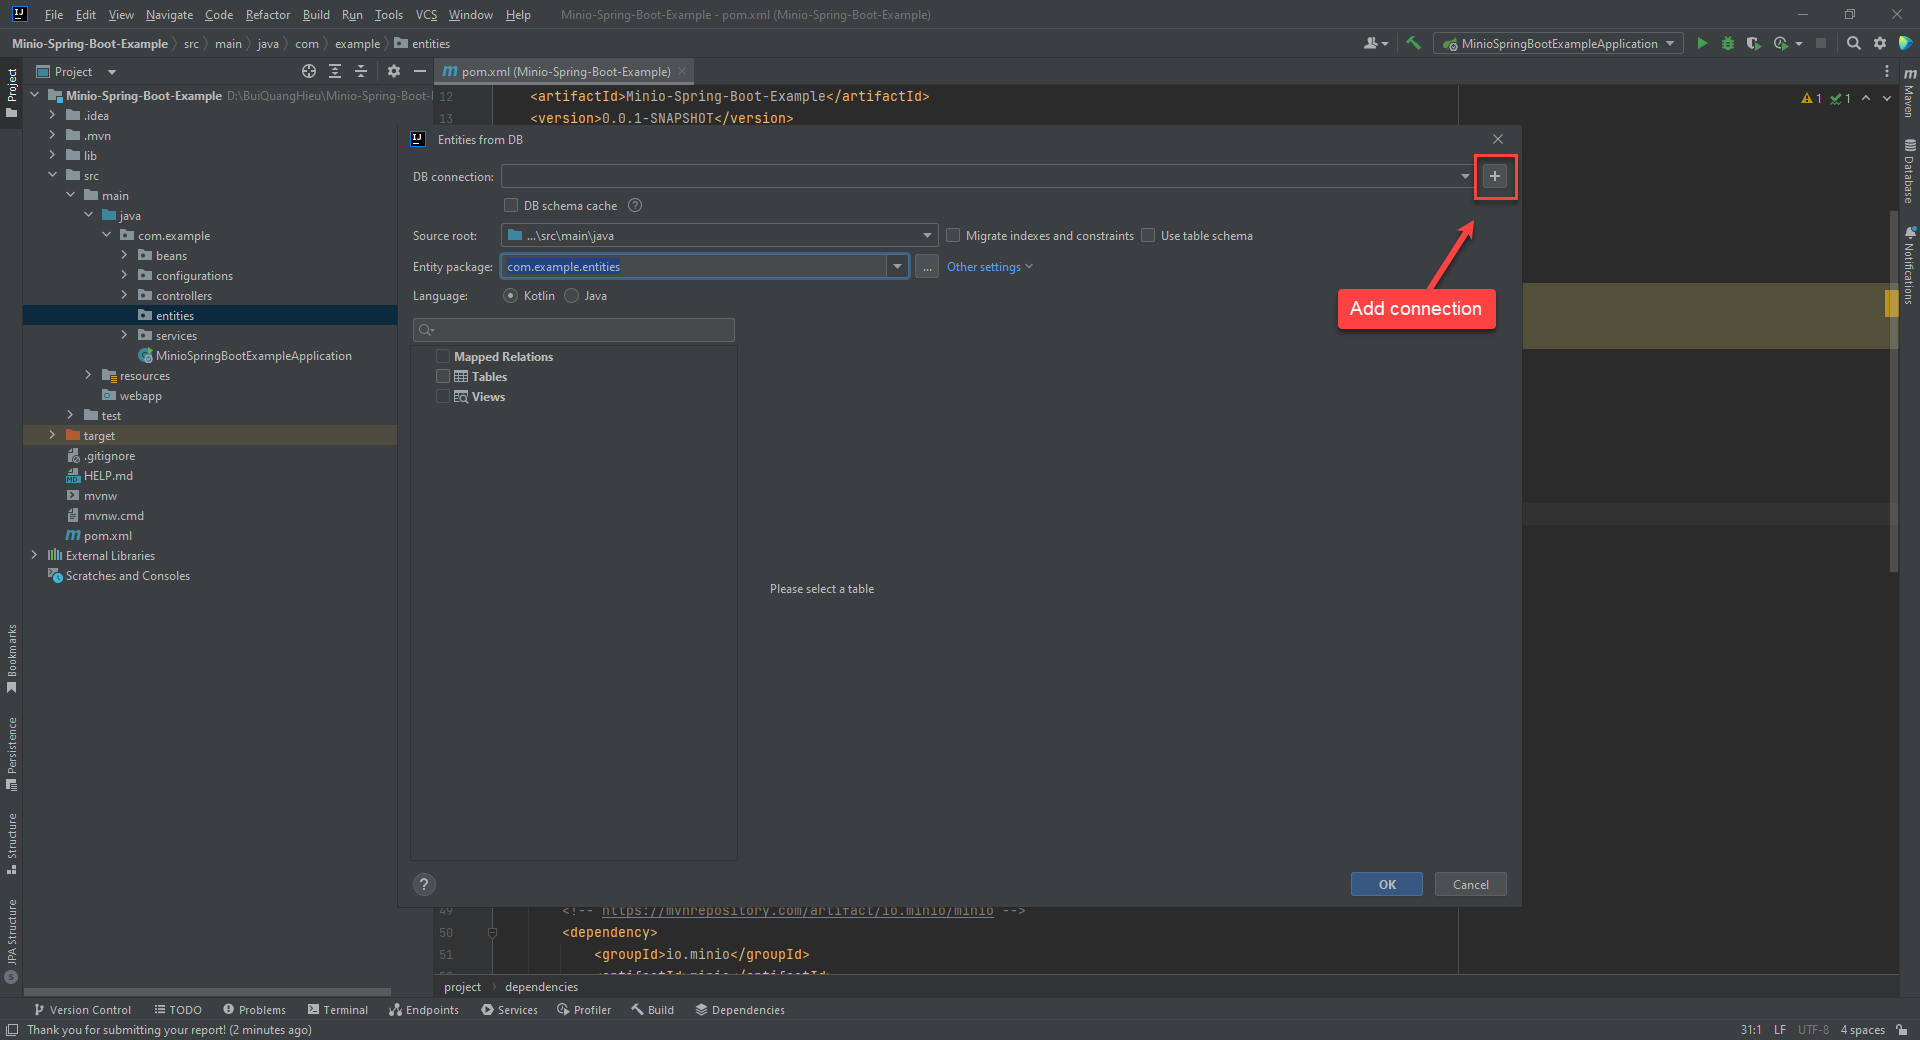 File Edit View Navigate Code Refactor Build Run Tools VCS Window Help Minio-Spring-Boot-Example - pom.xml (Minio-Spring-Boot-Example)
Minio-Spring-Boot-Example src main java com example entities MinioSpringBootExampleApplication
Project
Project
pom.xml (Minio-Spring-Boot-Example)
Minio-Spring-Boot-Example D:\BuiQuangHieu\Minio-Spring-Boot-
.idea
.mvn
lib
src
main
java
com.example
beans
configurations
controllers
entities
services
MinioSpringBootExampleApplication
resources
webapp
test
target
.gitignore
HELP.md
mvnw
mvnw.cmd
pom.xml
External Libraries
Scratches and Consoles
12 <artifactId>Minio-Spring-Boot-Example</artifactId>
13 <version>0.0.1-SNAPSHOT</version>
1 1
Entities from DB
DB connection:
DB schema cache
Source root: ...\src\main\java Migrate indexes and constraints Use table schema
Entity package: com.example.entities ... Other settings
Language: Kotlin Java
Mapped Relations
Tables
Views
Please select a table
Add connection
OK Cancel
49 <!-- https://mvnrepository.com/artifact/io.minio/minio -->
50 <dependency>
51 <groupId>io.minio</groupId>
<artifactId>minio</artifactId>
project dependencies
Bookmarks
Persistence
Structure
JPA Structure
Maven
Database
Notifications
Version Control TODO Problems Terminal Endpoints Services Profiler Build Dependencies
Thank you for submitting your report! (2 minutes ago) 31:1 LF UTF-8 4 spaces